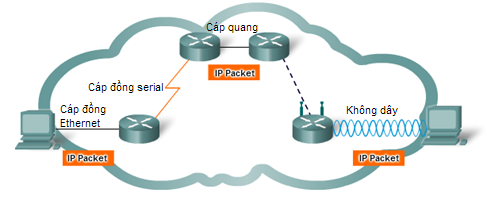 Cáp quang
IP Packet
Cáp đồng serial
Cáp đồng
Ethernet
IP Packet
Không dây
IP Packet